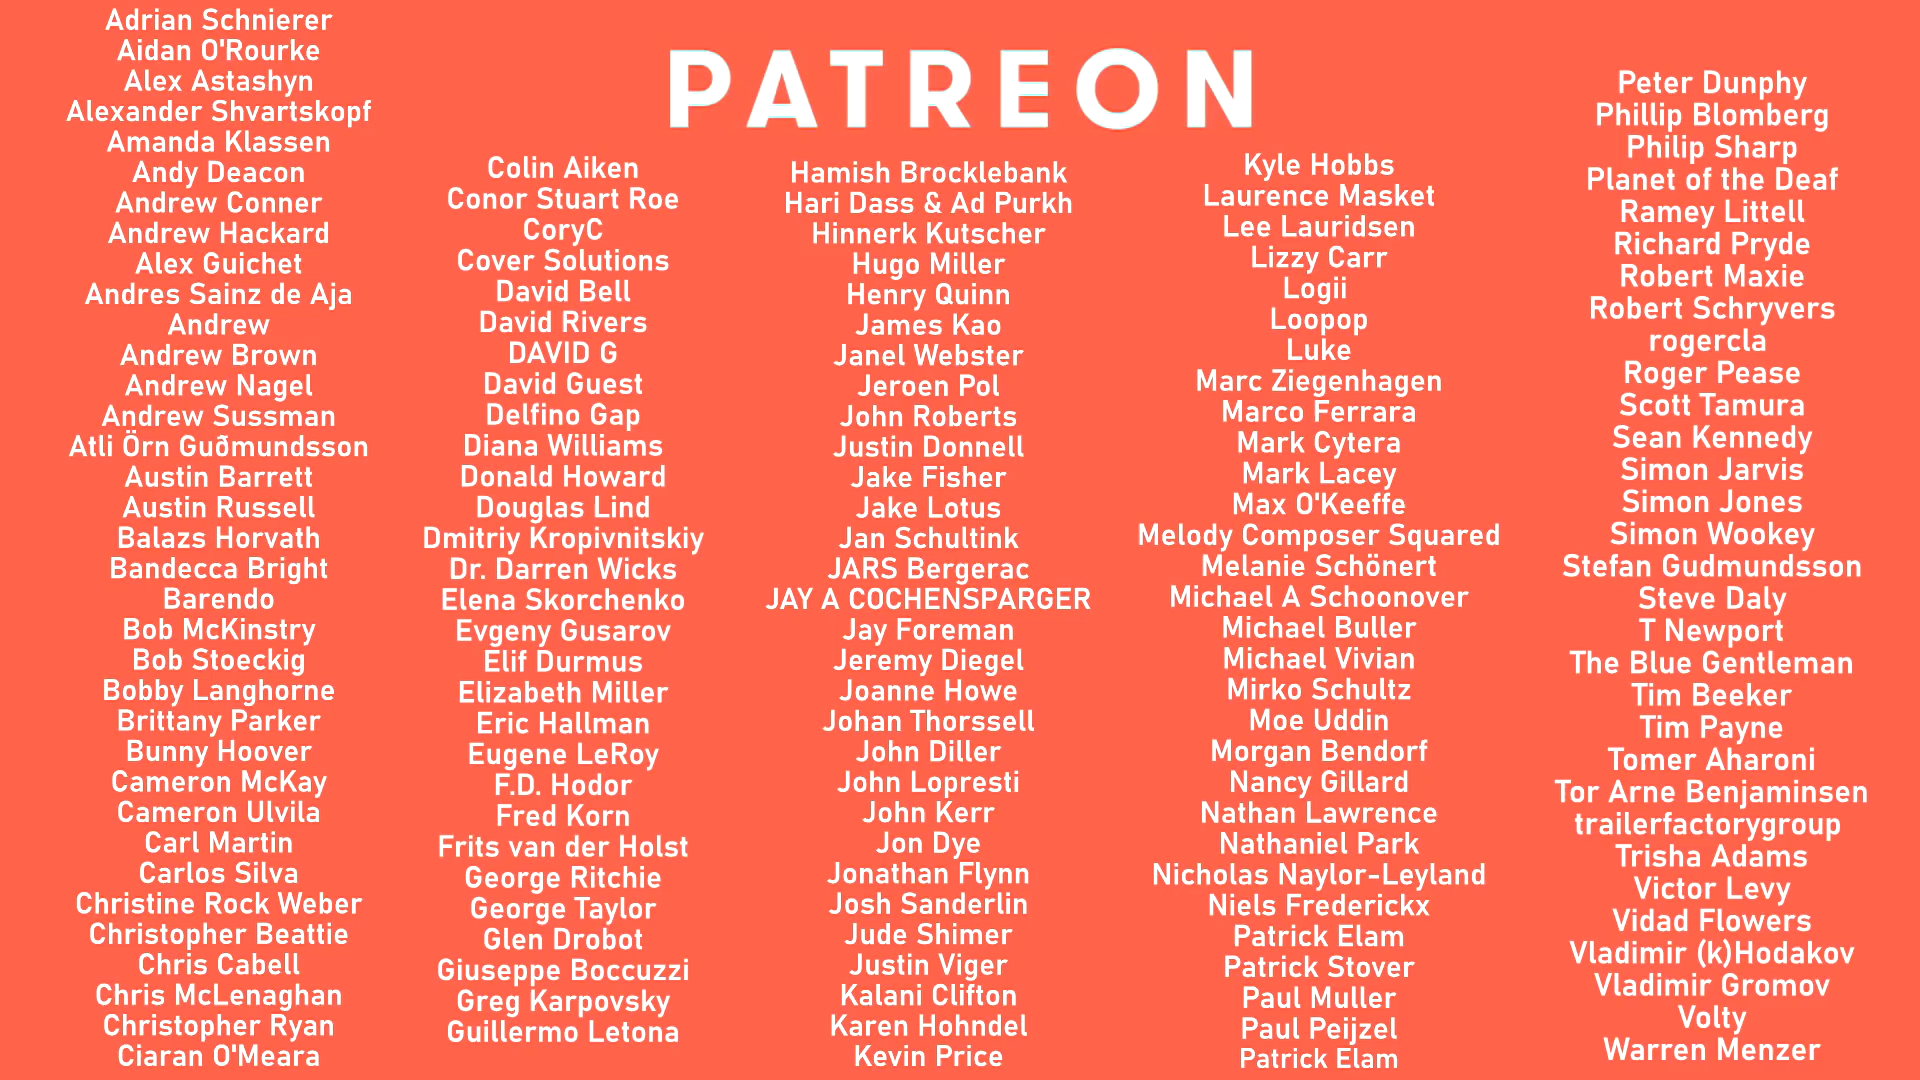 PATREON
Adrian Schnierer
Aidan O'Rourke
Alex Astashyn
Alexander Shvartskopf
Amanda Klassen
Andy Deacon
Andrew Conner
Andrew Hackard
Alex Guichet
Andres Sainz de Aja
Andrew
Andrew Brown
Andrew Nagel
Andrew Sussman
Atli Örn Guðmundsson
Austin Barrett
Austin Russell
Balazs Horvath
Bandecca Bright
Barendo
Bob McKinstry
Bob Stoeckig
Bobby Langhorne
Brittany Parker
Bunny Hoover
Cameron McKay
Cameron Ulvila
Carl Martin
Carlos Silva
Christine Rock Weber
Christopher Beattie
Chris Cabell
Chris McLenaghan
Christopher Ryan
Ciaran O'Meara
Colin Aiken
Conor Stuart Roe
CoryC
Cover Solutions
David Bell
David Rivers
DAVID G
David Guest
Delfino Gap
Diana Williams
Donald Howard
Douglas Lind
Dmitriy Kropivnitskiy
Dr. Darren Wicks
Elena Skorchenko
Evgeny Gusarov
Elif Durmus
Elizabeth Miller
Eric Hallman
Eugene LeRoy
F.D. Hodor
Fred Korn
Frits van der Holst
George Ritchie
George Taylor
Glen Drobot
Giuseppe Boccuzzi
Greg Karpovsky
Guillermo Letona
Hamish Brocklebank
Hari Dass & Ad Purkh
Hinnerk Kutscher
Hugo Miller
Henry Quinn
James Kao
Janel Webster
Jeroen Pol
John Roberts
Justin Donnell
Jake Fisher
Jake Lotus
Jan Schultink
JARS Bergerac
JAY A COCHENSPARGER
Jay Foreman
Jeremy Diegel
Joanne Howe
Johan Thorssell
John Diller
John Lopresti
John Kerr
Jon Dye
Jonathan Flynn
Josh Sanderlin
Jude Shimer
Justin Viger
Kalani Clifton
Karen Hohndel
Kevin Price
Kyle Hobbs
Laurence Masket
Lee Lauridsen
Lizzy Carr
Logii
Loopop
Luke
Marc Ziegenhagen
Marco Ferrara
Mark Cytera
Mark Lacey
Max O'Keeffe
Melody Composer Squared
Melanie Schönert
Michael A Schoonover
Michael Buller
Michael Vivian
Mirko Schultz
Moe Uddin
Morgan Bendorf
Nancy Gillard
Nathan Lawrence
Nathaniel Park
Nicholas Naylor-Leyland
Niels Frederickx
Patrick Elam
Patrick Stover
Paul Muller
Paul Peijzel
Patrick Elam
Peter Dunphy
Phillip Blomberg
Philip Sharp
Planet of the Deaf
Ramey Littell
Richard Pryde
Robert Maxie
Robert Schryvers
rogercla
Roger Pease
Scott Tamura
Sean Kennedy
Simon Jarvis
Simon Jones
Simon Wookey
Stefan Gudmundsson
Steve Daly
T Newport
The Blue Gentleman
Tim Beeker
Tim Payne
Tomer Aharoni
Tor Arne Benjaminsen
trailerfactorygroup
Trisha Adams
Victor Levy
Vidad Flowers
Vladimir (k)Hodakov
Vladimir Gromov
Volty
Warren Menzer